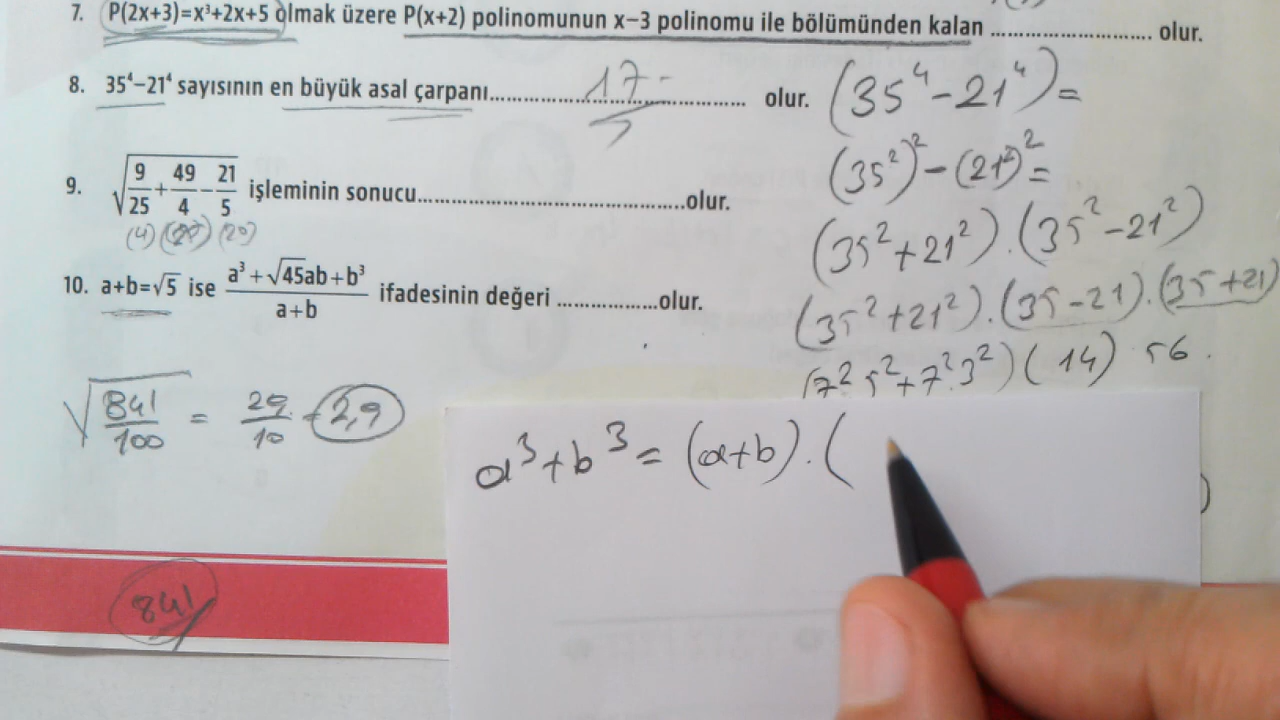 7. P(2x+3)=x³+2x+5 olmak üzere P(x+2) polinomunun x−3 polinomu ile bölümünden kalan ............................ olur.
8. 35⁴−21⁴ sayısının en büyük asal çarpanı............................................ olur.
17
9. √(9/25+49/4−21/5) işleminin sonucu............................................olur.
(4) (20)
10. a+b=√5 ise (a³+√45ab+b³)/(a+b) ifadesinin değeri ..................olur.
√(841/100) = 29/10 = 2,9
841
(35⁴−21⁴)=
(35²)²−(21²)²=
(35²+21²).(35²−21²)
(35²+21²).(35−21).(35+21)
(7²5²+7².3²)(14) 56.
a³+b³=(a+b).(